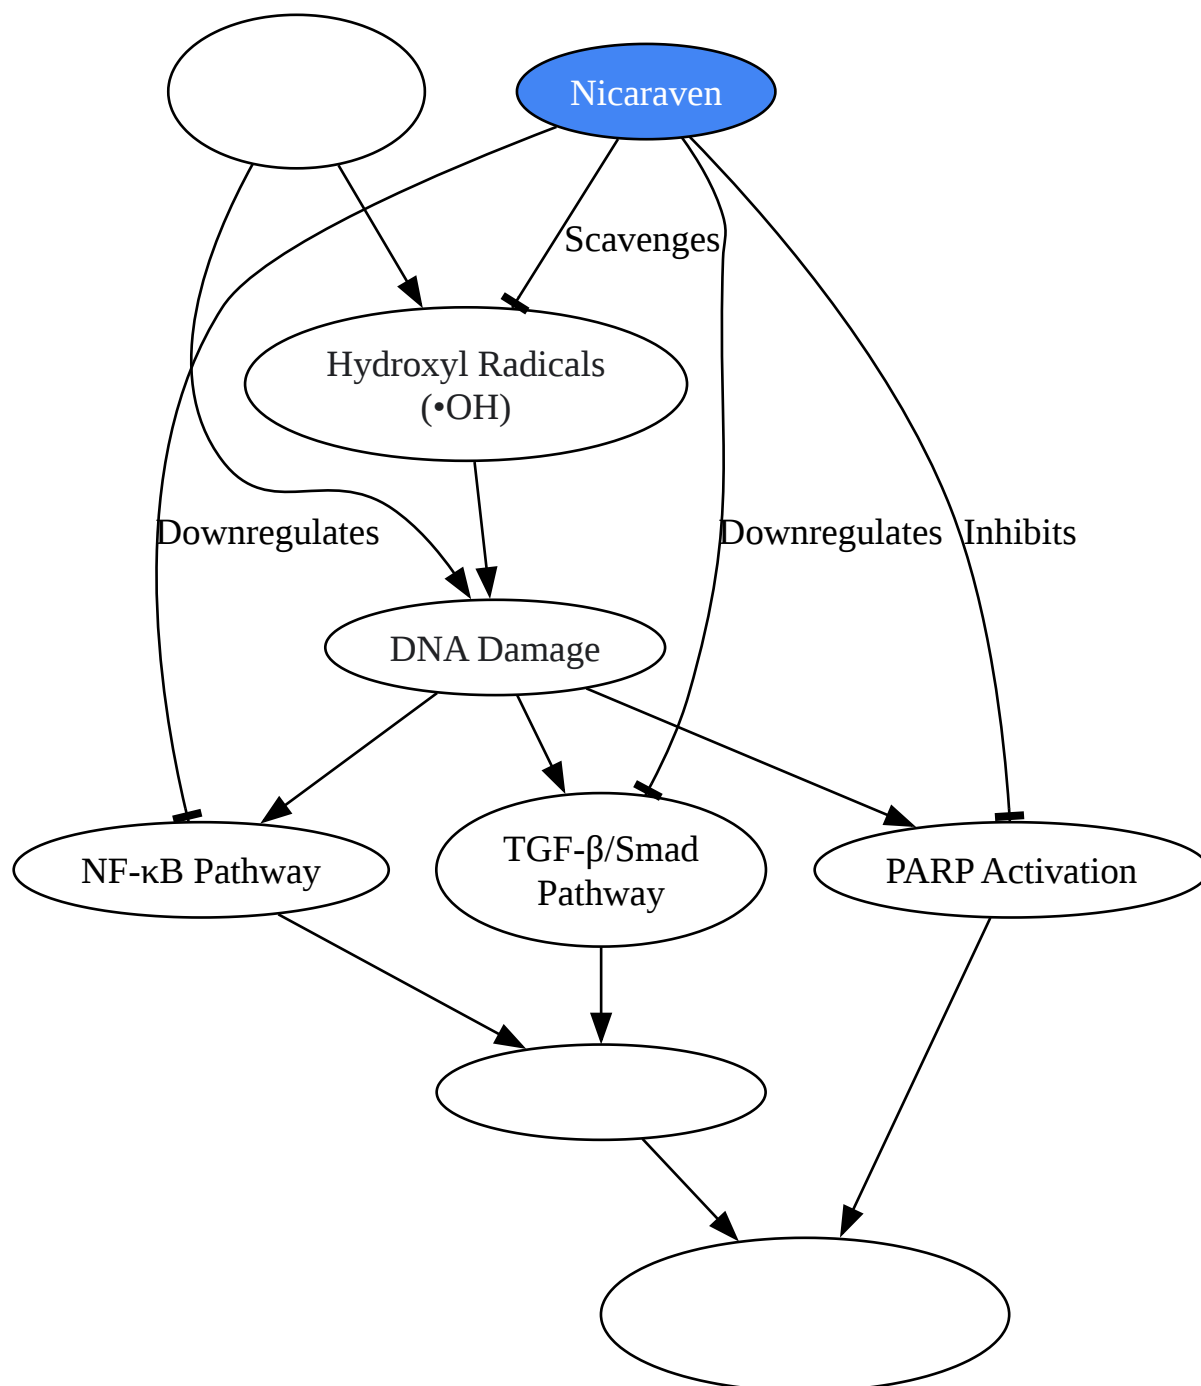 Nicaraven
Scavenges
Hydroxyl Radicals
(•OH)
Downregulates
Downregulates
Inhibits
DNA Damage
NF-κB Pathway
TGF-β/Smad
Pathway
PARP Activation